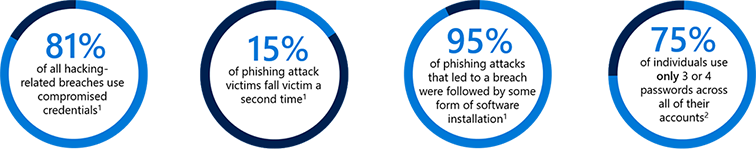 81%
of all hacking-
related breaches use
compromised
credentials¹
15%
of phishing attack
victims fall victim
a second time¹
95%
of phishing attacks
that led to a breach
were followed by some
form of software
installation¹
75%
of individuals use
only 3 or 4
passwords across
all of their
accounts²